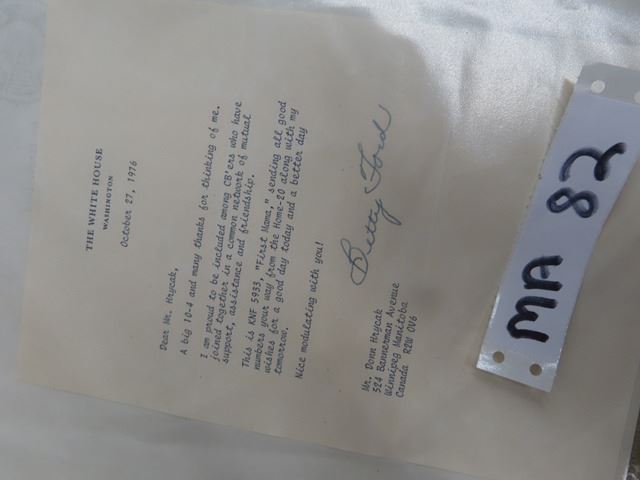 THE WHITE HOUSE
WASHINGTON
October 27, 1976
Dear Mr. Hrycak,
A big 10-4 and many thanks for thinking of me.
I am proud to be included among CB'ers who have
joined together in a common network of mutual
support, assistance and friendship.
This is KNF 5933, "First Mama," sending all good
numbers your way from the Home-20 along with my
wishes for a good day today and a better day
tomorrow.
Nice modulating with you!
Betty Ford
Mr. Donn Hrycak
524 Bannerman Avenue
Winnipeg Manitoba
Canada R2W 0V6
MA 82